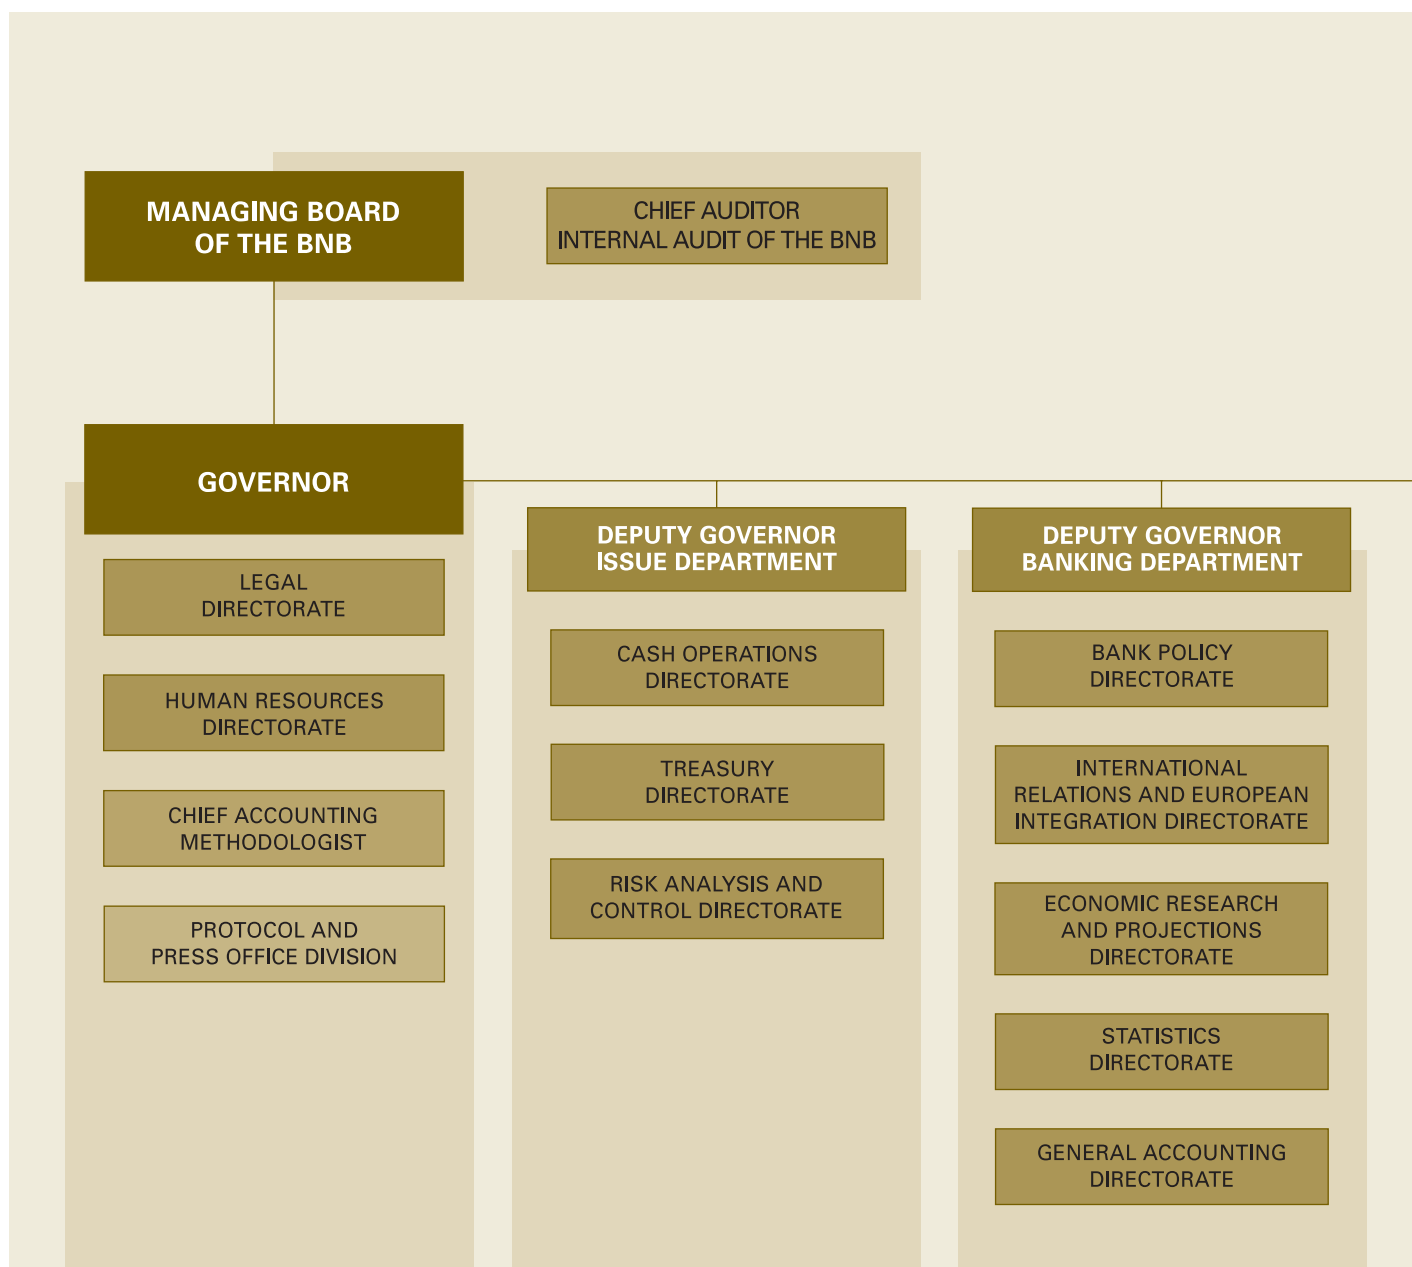 MANAGING BOARD
OF THE BNB
CHIEF AUDITOR
INTERNAL AUDIT OF THE BNB
GOVERNOR
LEGAL
DIRECTORATE
HUMAN RESOURCES
DIRECTORATE
CHIEF ACCOUNTING
METHODOLOGIST
PROTOCOL AND
PRESS OFFICE DIVISION
DEPUTY GOVERNOR
ISSUE DEPARTMENT
CASH OPERATIONS
DIRECTORATE
TREASURY
DIRECTORATE
RISK ANALYSIS AND
CONTROL DIRECTORATE
DEPUTY GOVERNOR
BANKING DEPARTMENT
BANK POLICY
DIRECTORATE
INTERNATIONAL
RELATIONS AND EUROPEAN
INTEGRATION DIRECTORATE
ECONOMIC RESEARCH
AND PROJECTIONS
DIRECTORATE
STATISTICS
DIRECTORATE
GENERAL ACCOUNTING
DIRECTORATE